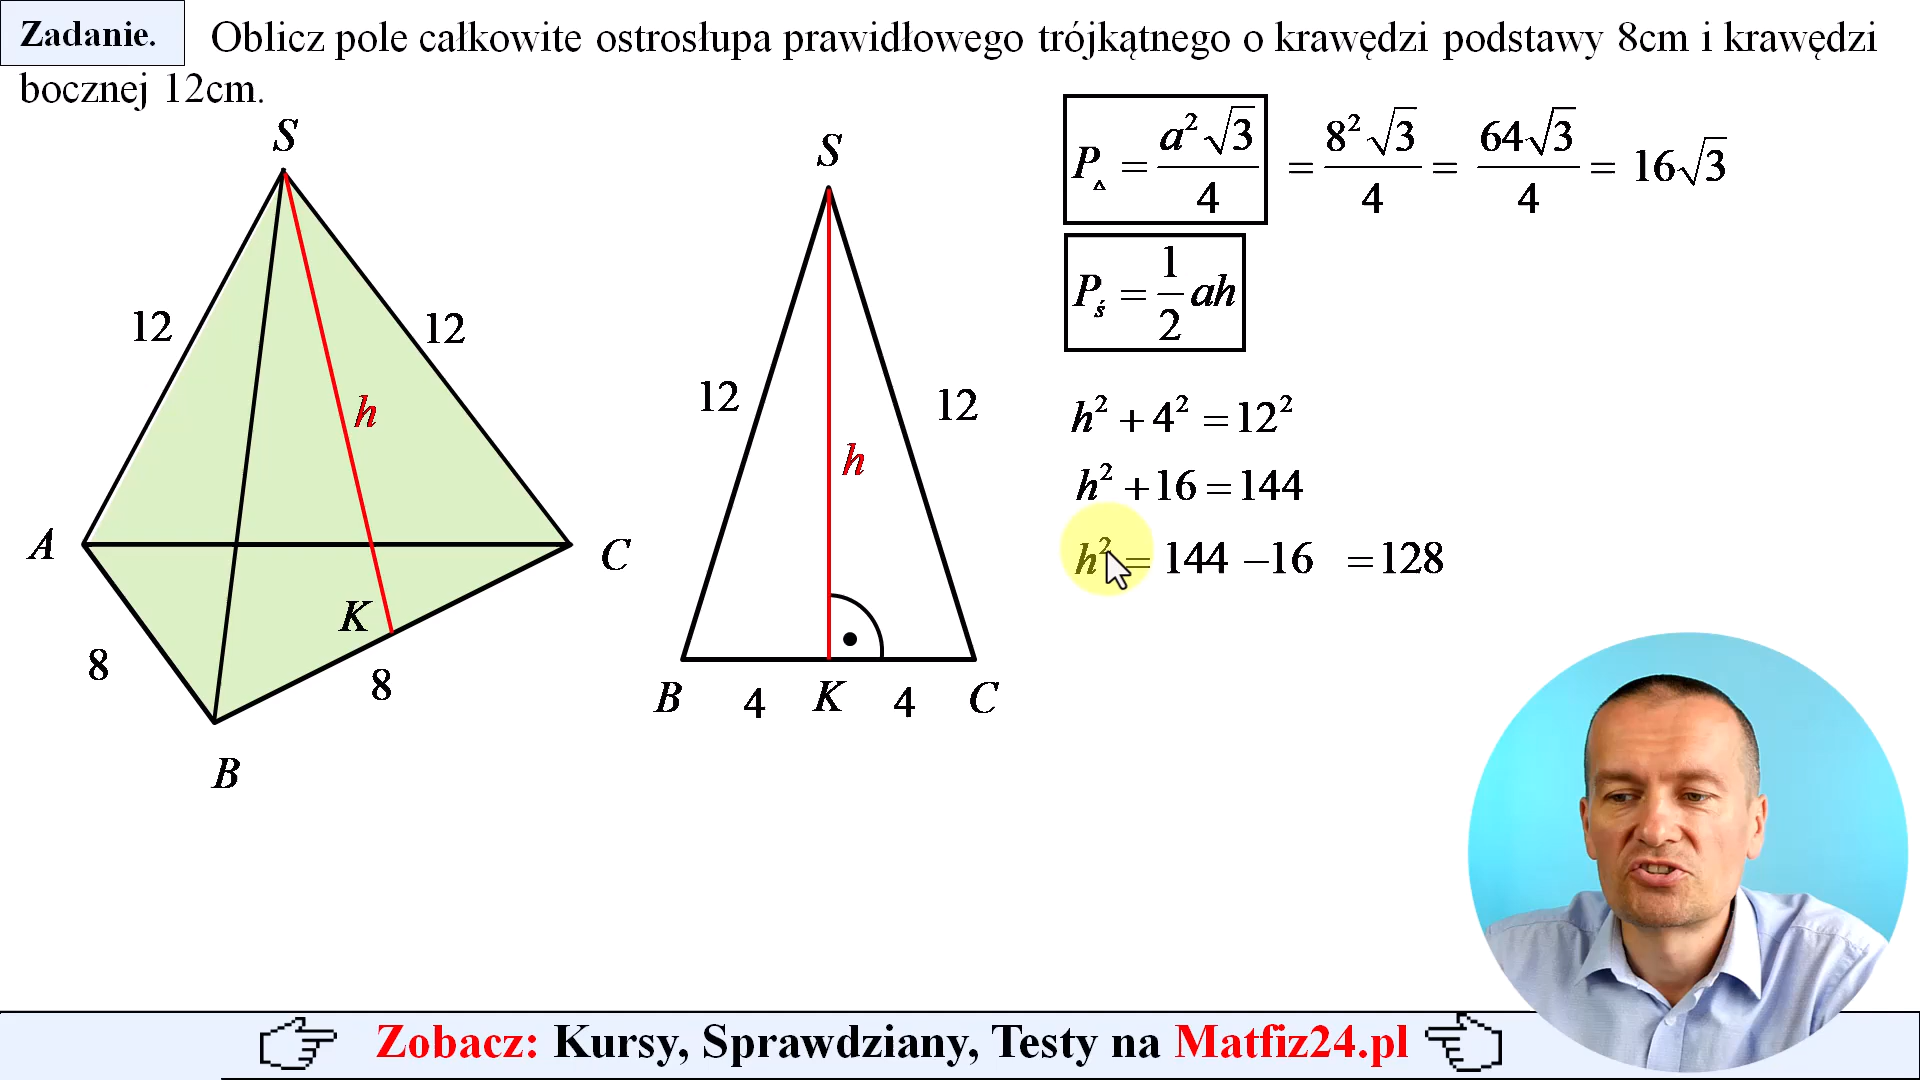 Zadanie. Oblicz pole całkowite ostrosłupa prawidłowego trójkątnego o krawędzi podstawy 8cm i krawędzi
bocznej 12cm.
S
12
12
h
A
C
K
8
8
B
S
12
12
h
B 4 K 4 C
P△ = a²√3/4 = 8²√3/4 = 64√3/4 = 16√3
Pś = 1/2 ah
h² + 4² = 12²
h² + 16 = 144
h² = 144 − 16 = 128
Zobacz: Kursy, Sprawdziany, Testy na Matfiz24.pl